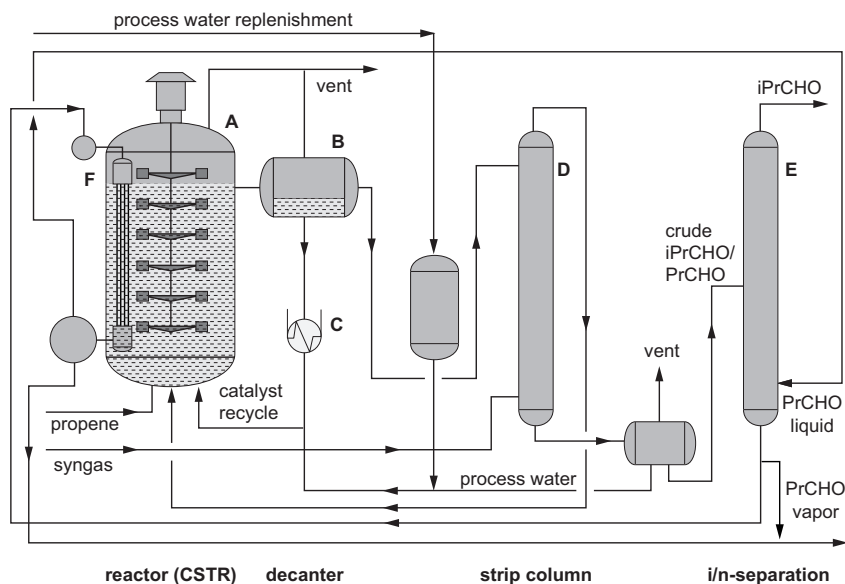 process water replenishment
iPrCHO
vent
A
B
D
E
F
crude
iPrCHO/
PrCHO
C
vent
catalyst
recycle
propene
PrCHO
liquid
syngas
process water
PrCHO
vapor
reactor (CSTR)
decanter
strip column
i/n-separation